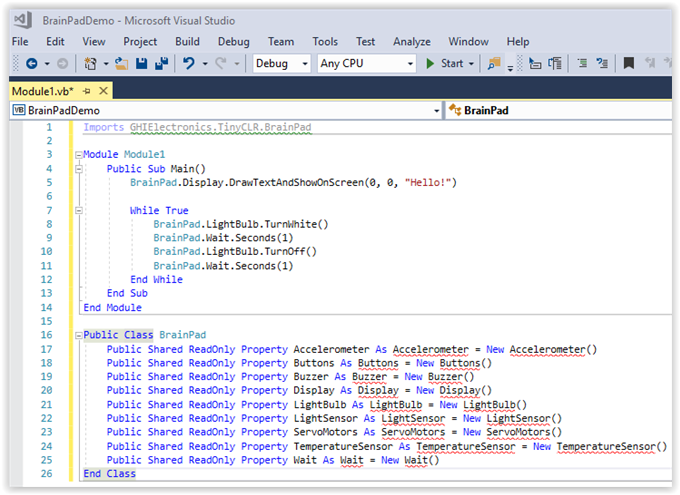 BrainPadDemo - Microsoft Visual Studio
File Edit View Project Build Debug Team Tools Test Analyze Window Help
Debug Any CPU Start
Module1.vb*
VB BrainPadDemo BrainPad
1 Imports GHIElectronics.TinyCLR.BrainPad
2
3 Module Module1
4 Public Sub Main()
5 BrainPad.Display.DrawTextAndShowOnScreen(0, 0, "Hello!")
6
7 While True
8 BrainPad.LightBulb.TurnWhite()
9 BrainPad.Wait.Seconds(1)
10 BrainPad.LightBulb.TurnOff()
11 BrainPad.Wait.Seconds(1)
12 End While
13 End Sub
14 End Module
15
16 Public Class BrainPad
17 Public Shared ReadOnly Property Accelerometer As Accelerometer = New Accelerometer()
18 Public Shared ReadOnly Property Buttons As Buttons = New Buttons()
19 Public Shared ReadOnly Property Buzzer As Buzzer = New Buzzer()
20 Public Shared ReadOnly Property Display As Display = New Display()
21 Public Shared ReadOnly Property LightBulb As LightBulb = New LightBulb()
22 Public Shared ReadOnly Property LightSensor As LightSensor = New LightSensor()
23 Public Shared ReadOnly Property ServoMotors As ServoMotors = New ServoMotors()
24 Public Shared ReadOnly Property TemperatureSensor As TemperatureSensor = New TemperatureSensor()
25 Public Shared ReadOnly Property Wait As Wait = New Wait()
26 End Class